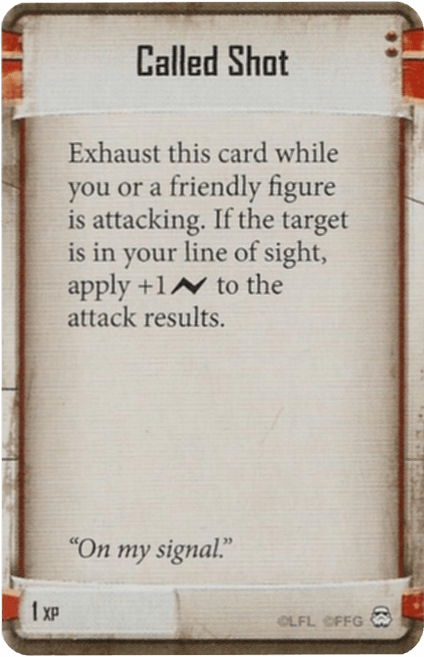 Called Shot
Exhaust this card while
you or a friendly figure
is attacking. If the target
is in your line of sight,
apply +1 to the
attack results.
“On my signal.”
1 XP
©LFL ©FFG